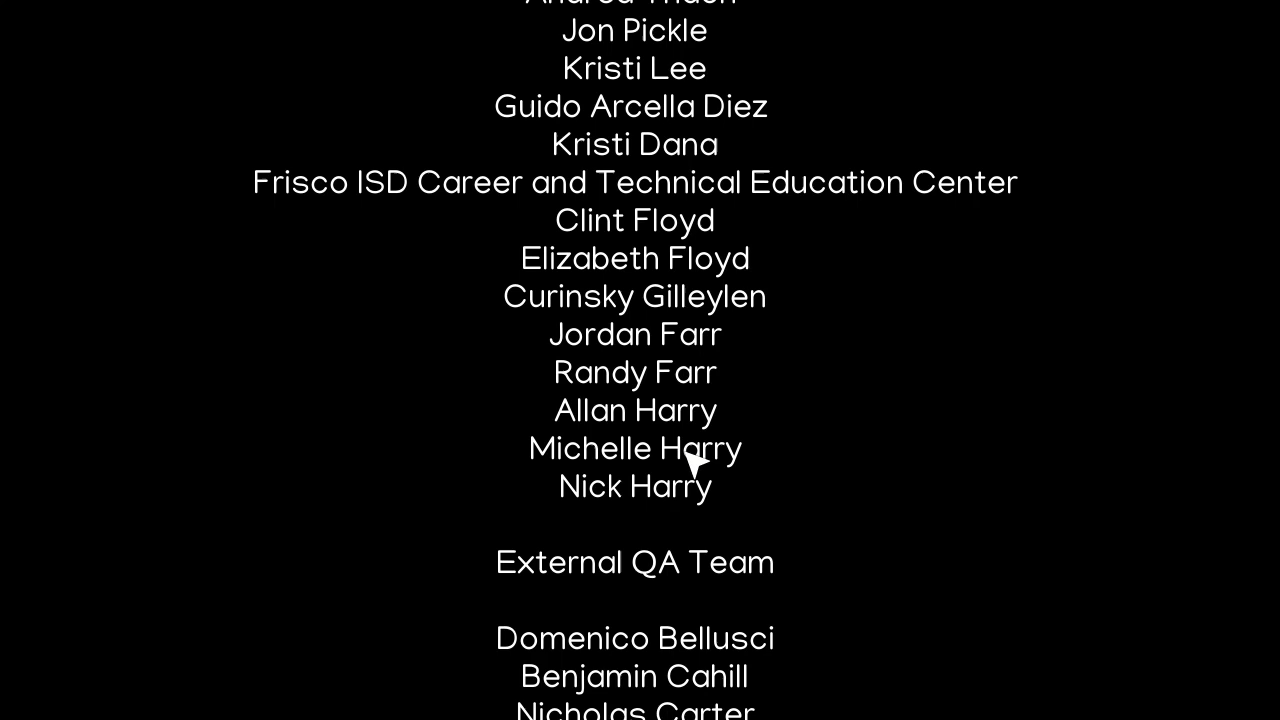 Jon Pickle
Kristi Lee
Guido Arcella Diez
Kristi Dana
Frisco ISD Career and Technical Education Center
Clint Floyd
Elizabeth Floyd
Curinsky Gilleylen
Jordan Farr
Randy Farr
Allan Harry
Michelle Harry
Nick Harry
External QA Team
Domenico Bellusci
Benjamin Cahill
Nicholas Carter